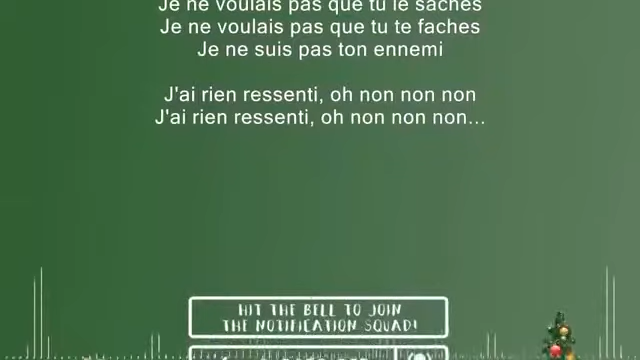 Je ne voulais pas que tu le saches
Je ne voulais pas que tu te faches
Je ne suis pas ton ennemi
J'ai rien ressenti, oh non non non
J'ai rien ressenti, oh non non non...
HIT THE BELL TO JOIN
THE NOTIFICATION SQUAD!